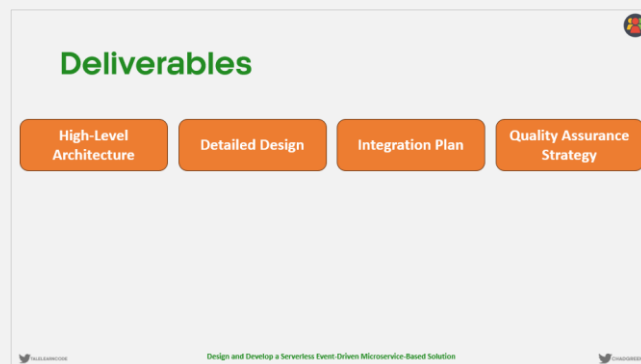 Deliverables
High-Level
Architecture
Detailed Design
Integration Plan
Quality Assurance
Strategy
TALELEARNCODE
Design and Develop a Serverless Event-Driven Microservice-Based Solution